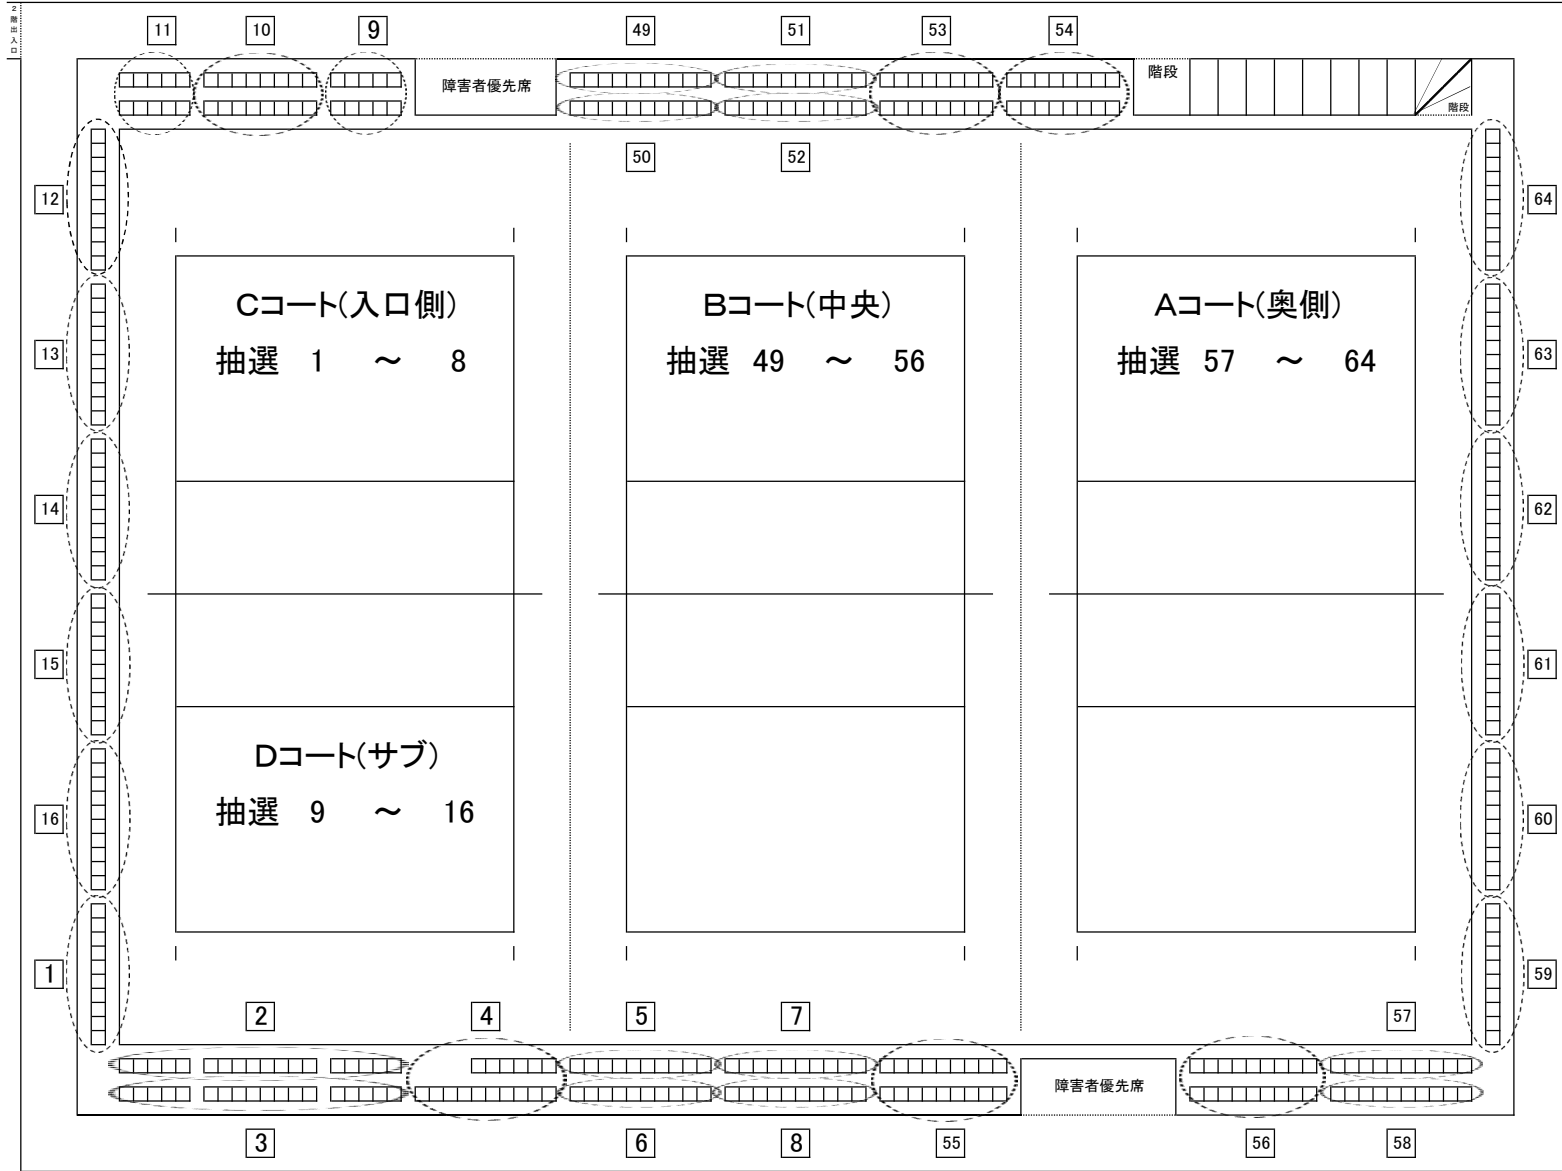 2階出入口
11 10 9 49 51 53 54
障害者優先席
階段
階段
50 52
12 64
Cコート(入口側) Bコート(中央) Aコート(奥側)
抽選 1 ～ 8 抽選 49 ～ 56 抽選 57 ～ 64
13 63
14 62
15 61
Dコート(サブ)
抽選 9 ～ 16
16 60
1 59
2 4 5 7 57
障害者優先席
3 6 8 55 56 58